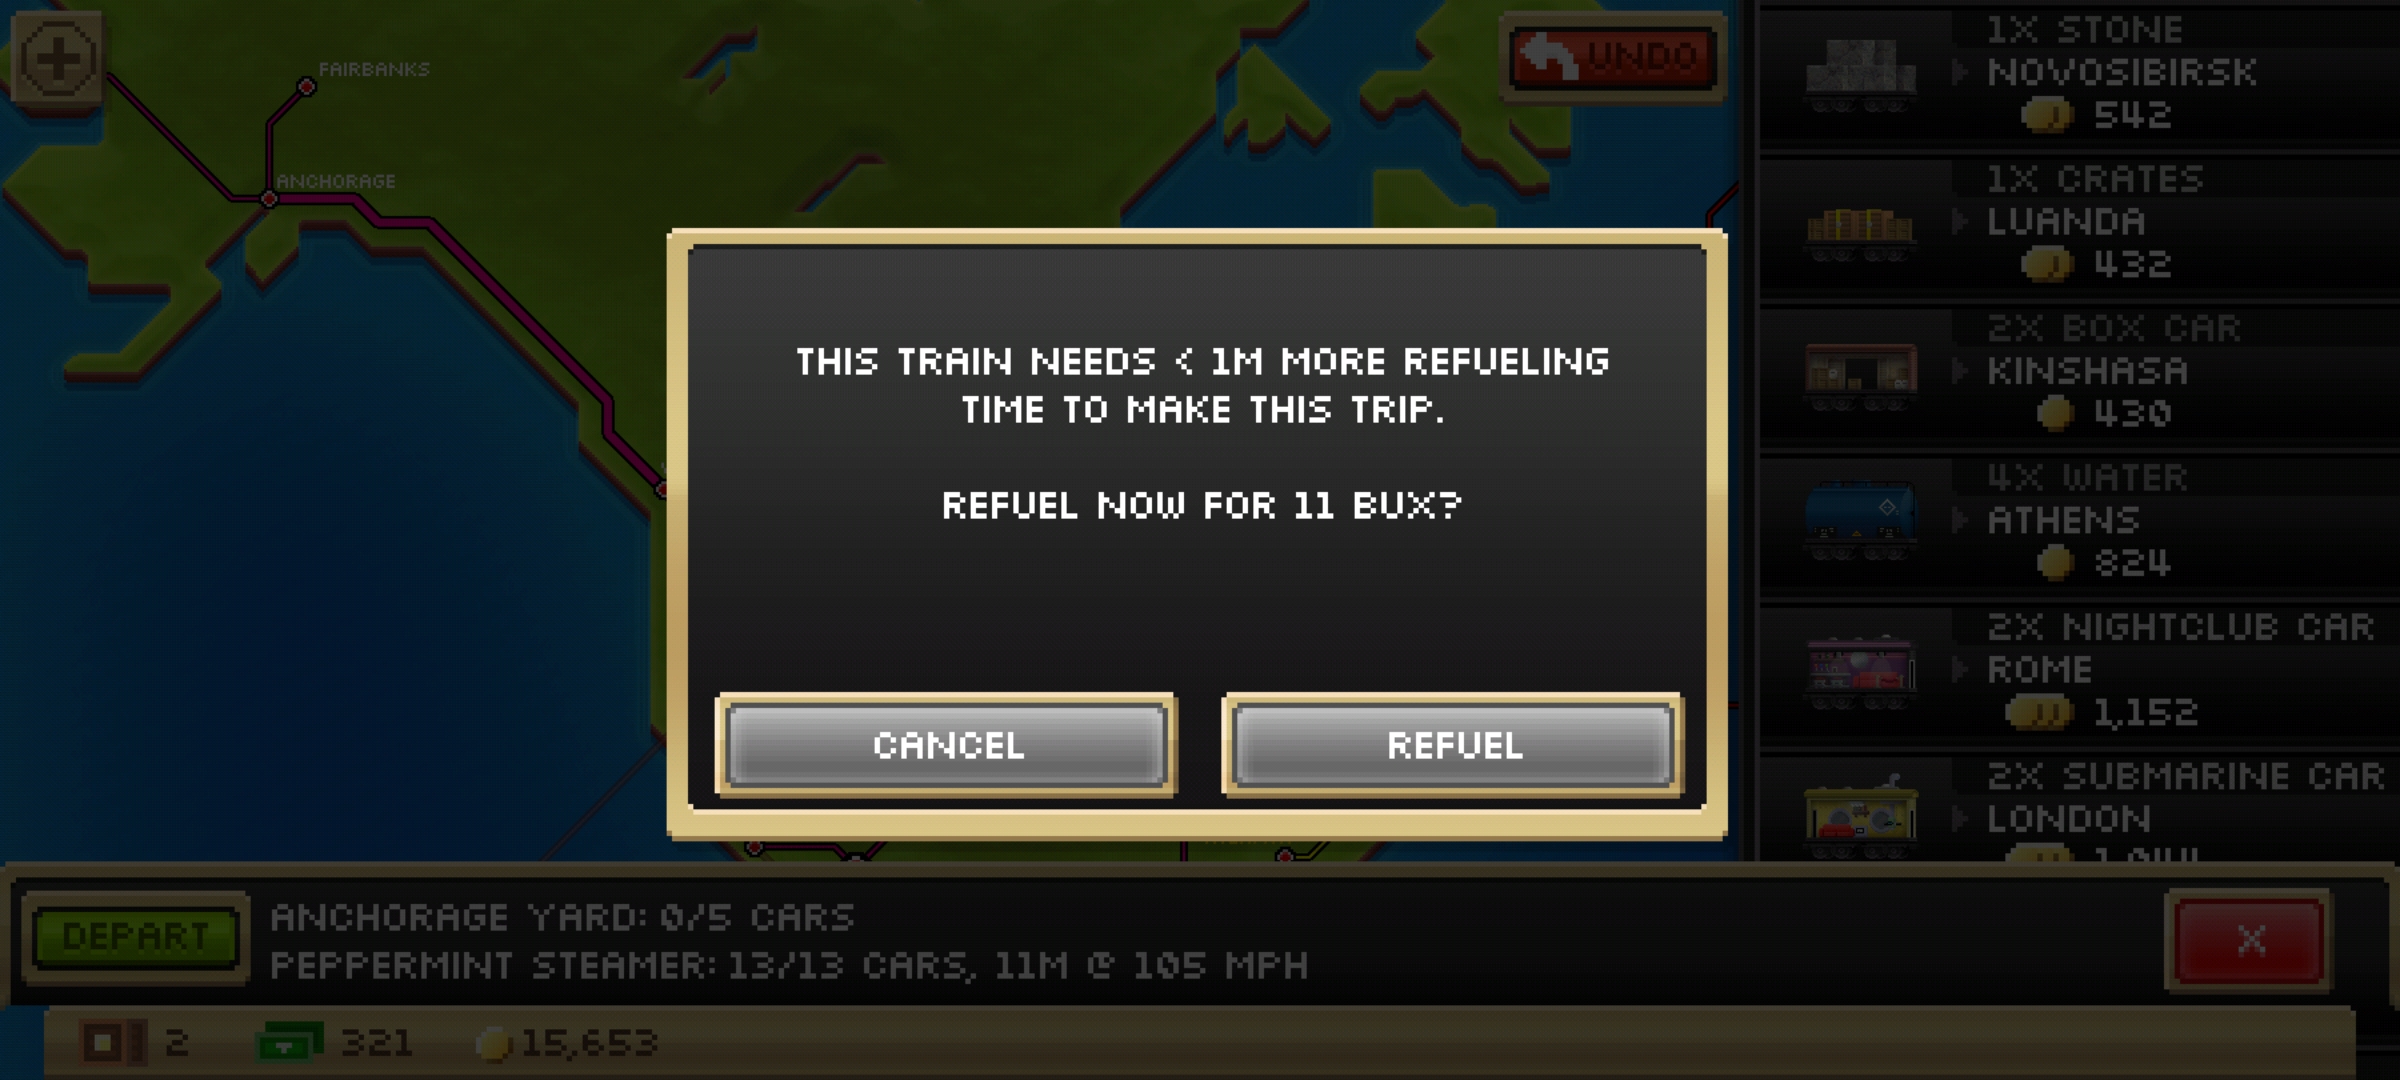 FAIRBANKS
ANCHORAGE
UNDO
1X STONE
NOVOSIBIRSK
542
1X CRATES
LUANDA
432
2X BOX CAR
KINSHASA
430
4X WATER
ATHENS
824
2X NIGHTCLUB CAR
ROME
1,152
2X SUBMARINE CAR
LONDON
THIS TRAIN NEEDS < 1M MORE REFUELING
TIME TO MAKE THIS TRIP.
REFUEL NOW FOR 11 BUX?
CANCEL
REFUEL
DEPART
ANCHORAGE YARD: 0/5 CARS
PEPPERMINT STEAMER: 13/13 CARS, 11M @ 105 MPH
X
2
321
15,653